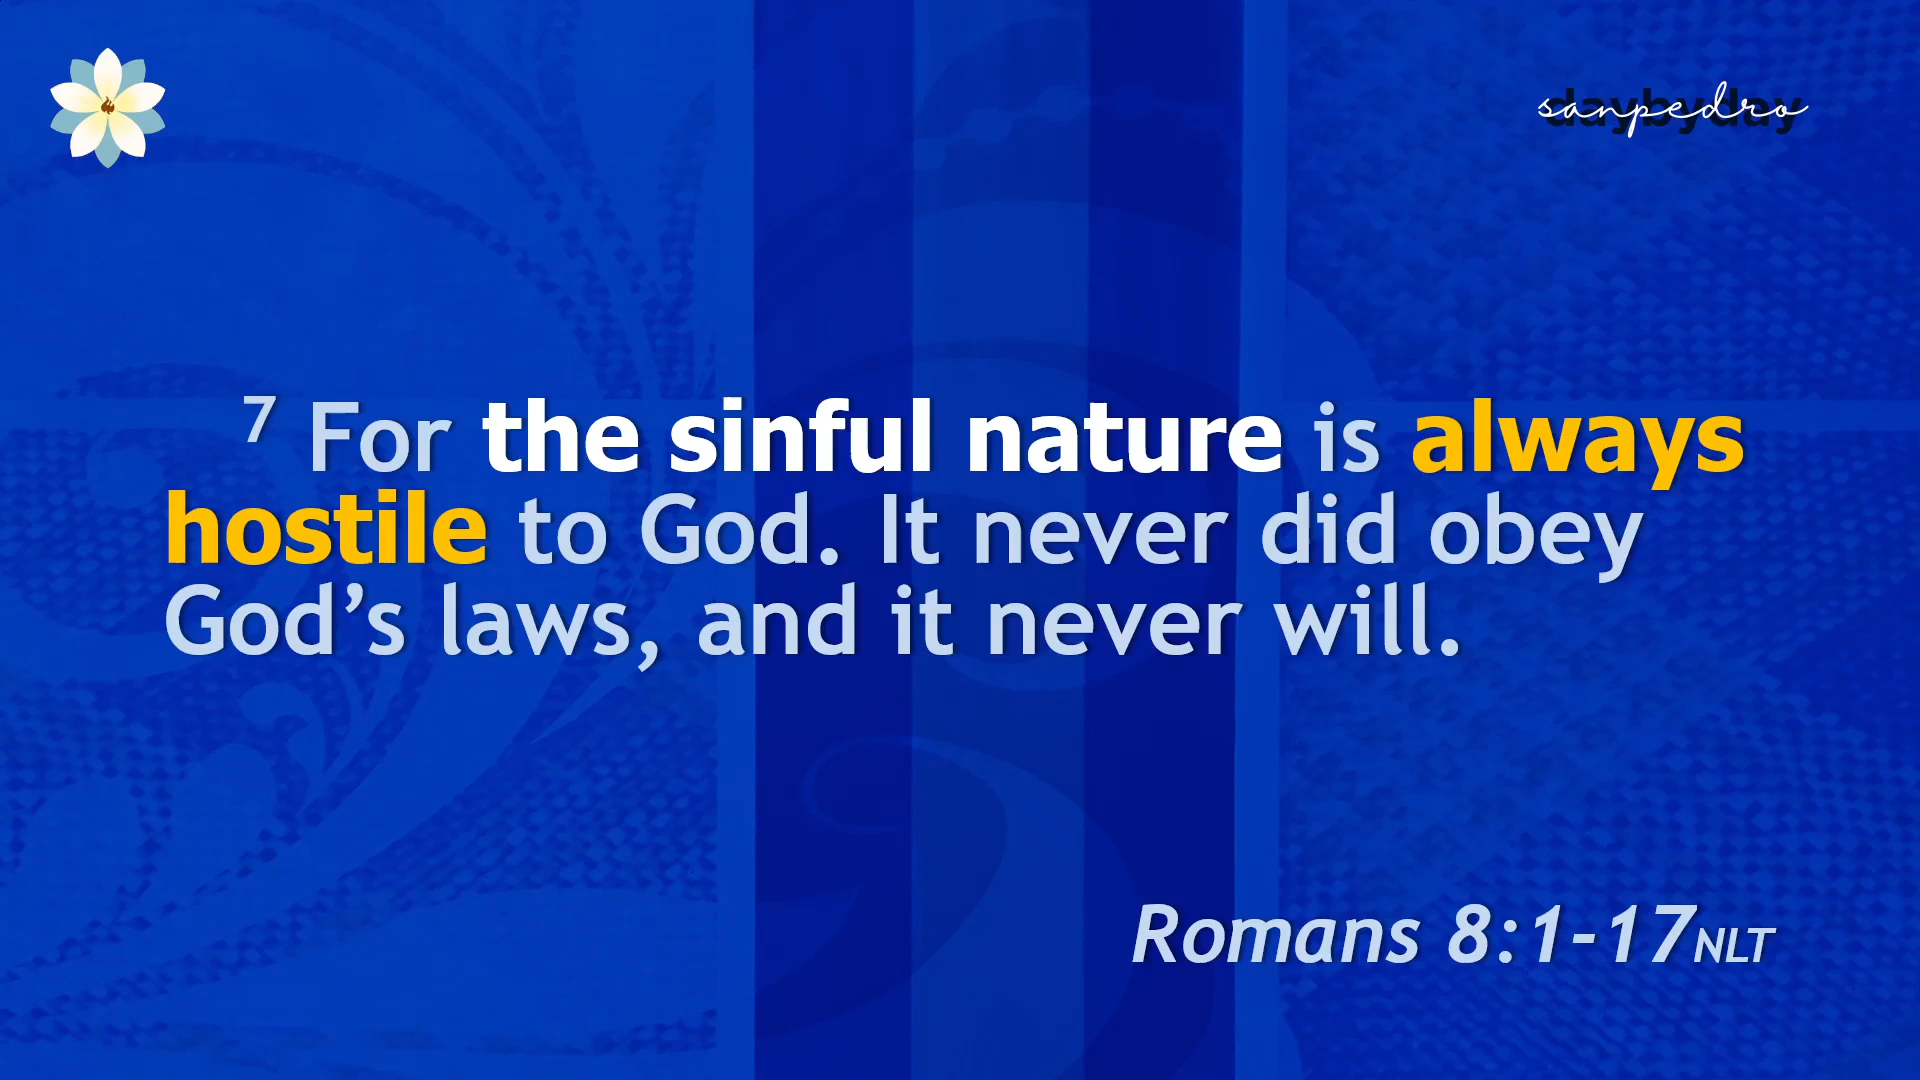 daybyday
sanpedro
7 For the sinful nature is always
hostile to God. It never did obey
God’s laws, and it never will.
Romans 8:1-17NLT